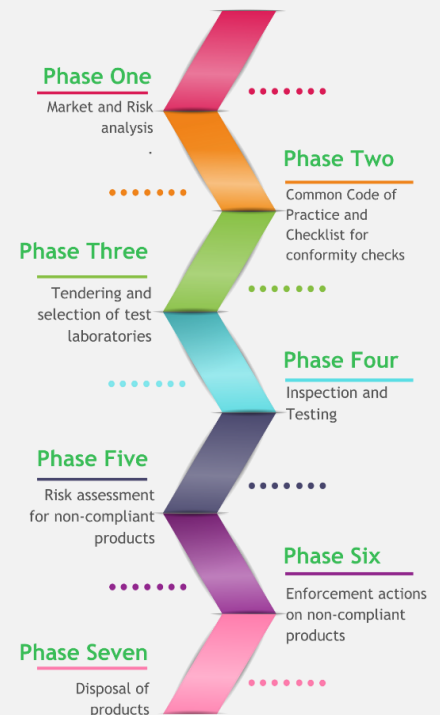 Phase One
Market and Risk
analysis
.
Phase Two
Common Code of
Practice and
Checklist for
conformity checks
Phase Three
Tendering and
selection of test
laboratories
Phase Four
Inspection and
Testing
Phase Five
Risk assessment
for non-compliant
products
Phase Six
Enforcement actions
on non-compliant
products
Phase Seven
Disposal of
products